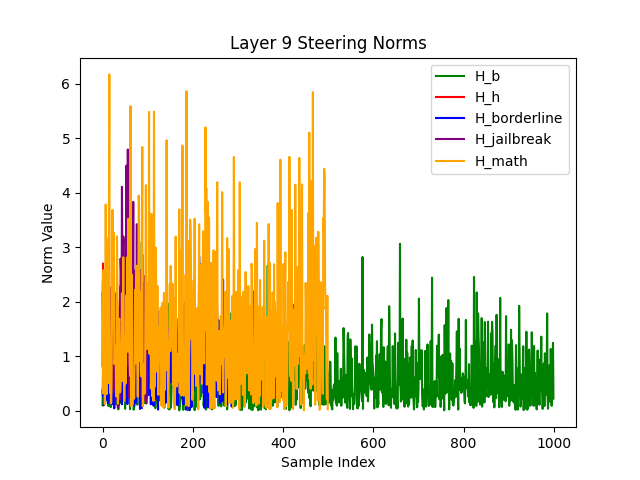 Layer 9 Steering Norms
H_b
H_h
H_borderline
H_jailbreak
H_math
Norm Value
6
5
4
3
2
1
0
0
200
400
600
800
1000
Sample Index